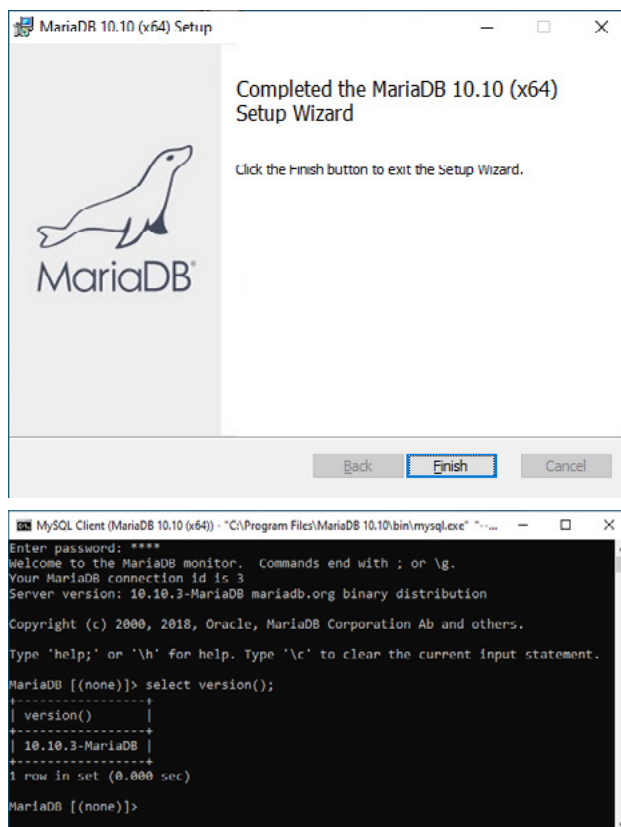 MariaDB 10.10 (x64) Setup
Completed the MariaDB 10.10 (x64)
Setup Wizard
Click the Finish button to exit the Setup Wizard.
MariaDB
Back Finish Cancel
MySQL Client (MariaDB 10.10 (x64)) - "C:\Program Files\MariaDB 10.10\bin\mysql.exe" "--...
Enter password: ****
Welcome to the MariaDB monitor.  Commands end with ; or \g.
Your MariaDB connection id is 3
Server version: 10.10.3-MariaDB mariadb.org binary distribution
Copyright (c) 2000, 2018, Oracle, MariaDB Corporation Ab and others.
Type 'help;' or '\h' for help. Type '\c' to clear the current input statement.
MariaDB [(none)]> select version();
+-----------------+
| version()       |
+-----------------+
| 10.10.3-MariaDB |
+-----------------+
1 row in set (0.000 sec)
MariaDB [(none)]>